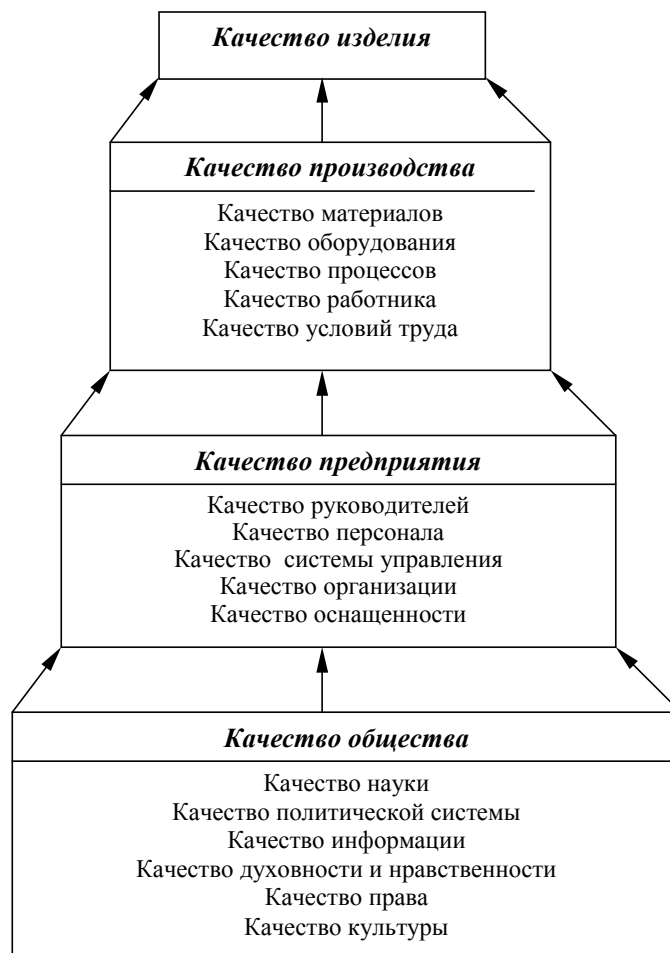 Качество изделия
Качество производства
Качество материалов
Качество оборудования
Качество процессов
Качество работника
Качество условий труда
Качество предприятия
Качество руководителей
Качество персонала
Качество системы управления
Качество организации
Качество оснащенности
Качество общества
Качество науки
Качество политической системы
Качество информации
Качество духовности и нравственности
Качество права
Качество культуры